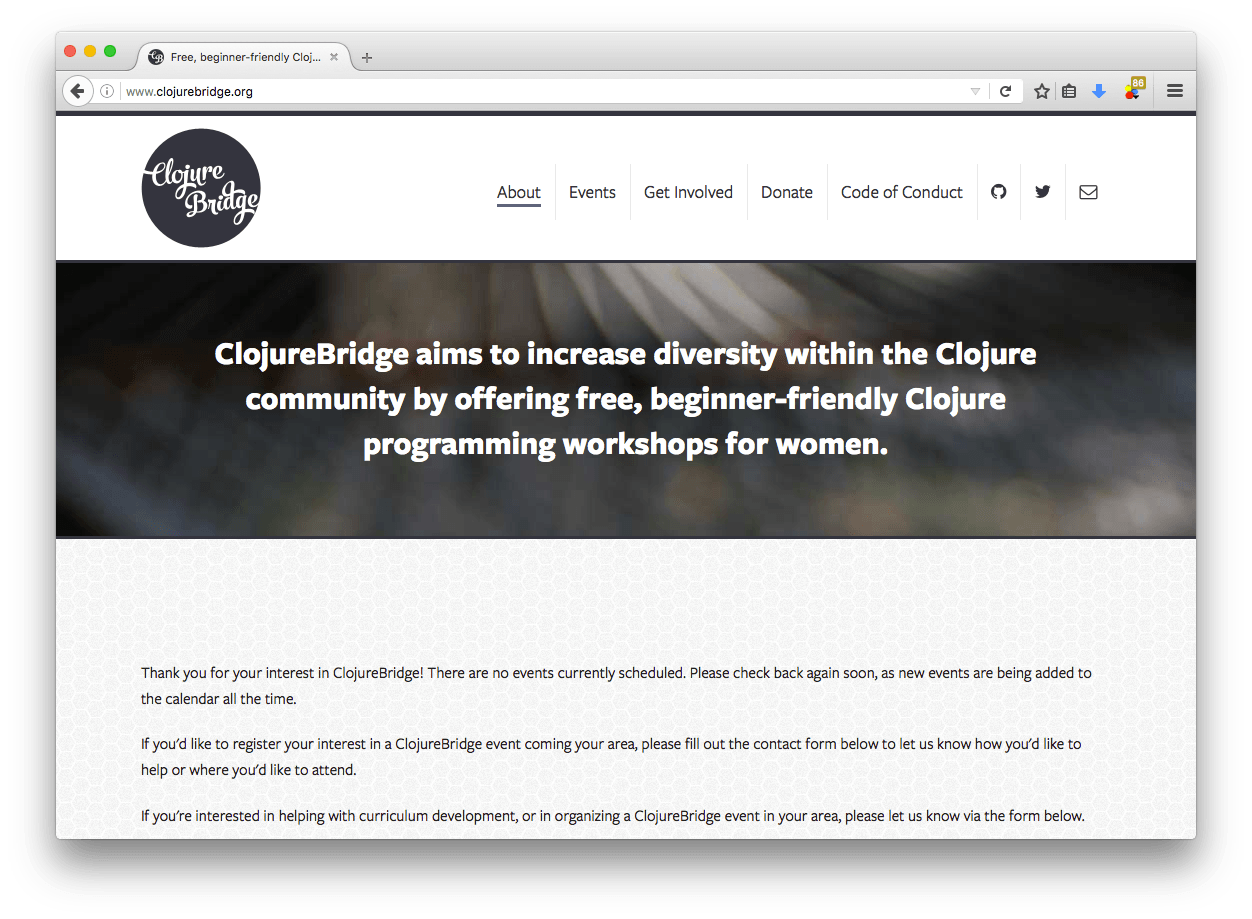 Free, beginner-friendly Cloj...
www.clojurebridge.org
86
Clojure
Bridge
About
Events
Get Involved
Donate
Code of Conduct
ClojureBridge aims to increase diversity within the Clojure
community by offering free, beginner-friendly Clojure
programming workshops for women.
Thank you for your interest in ClojureBridge! There are no events currently scheduled. Please check back again soon, as new events are being added to
the calendar all the time.
If you’d like to register your interest in a ClojureBridge event coming your area, please fill out the contact form below to let us know how you’d like to
help or where you’d like to attend.
If you’re interested in helping with curriculum development, or in organizing a ClojureBridge event in your area, please let us know via the form below.